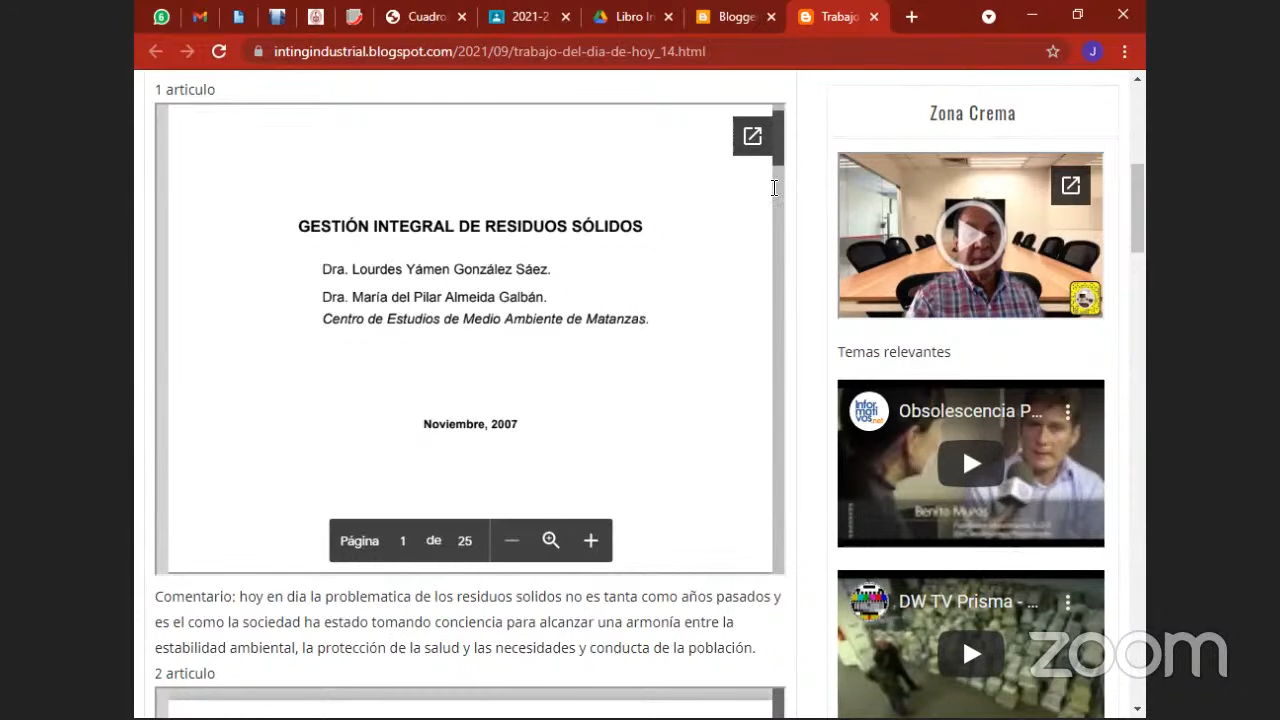 Cuadro
2021-2
Libro In
Blogge
Trabajo
intingindustrial.blogspot.com/2021/09/trabajo-del-dia-de-hoy_14.html
J
1 articulo
GESTIÓN INTEGRAL DE RESIDUOS SÓLIDOS
Dra. Lourdes Yámen González Sáez.
Dra. María del Pilar Almeida Galbán.
Centro de Estudios de Medio Ambiente de Matanzas.
Noviembre, 2007
Página 1 de 25
Comentario: hoy en dia la problematica de los residuos solidos no es tanta como años pasados y
es el como la sociedad ha estado tomando conciencia para alcanzar una armonía entre la
estabilidad ambiental, la protección de la salud y las necesidades y conducta de la población.
2 articulo
Zona Crema
Temas relevantes
Informativos.net
Obsolescencia P...
Benito Muros
DW TV Prisma - ...
zoom